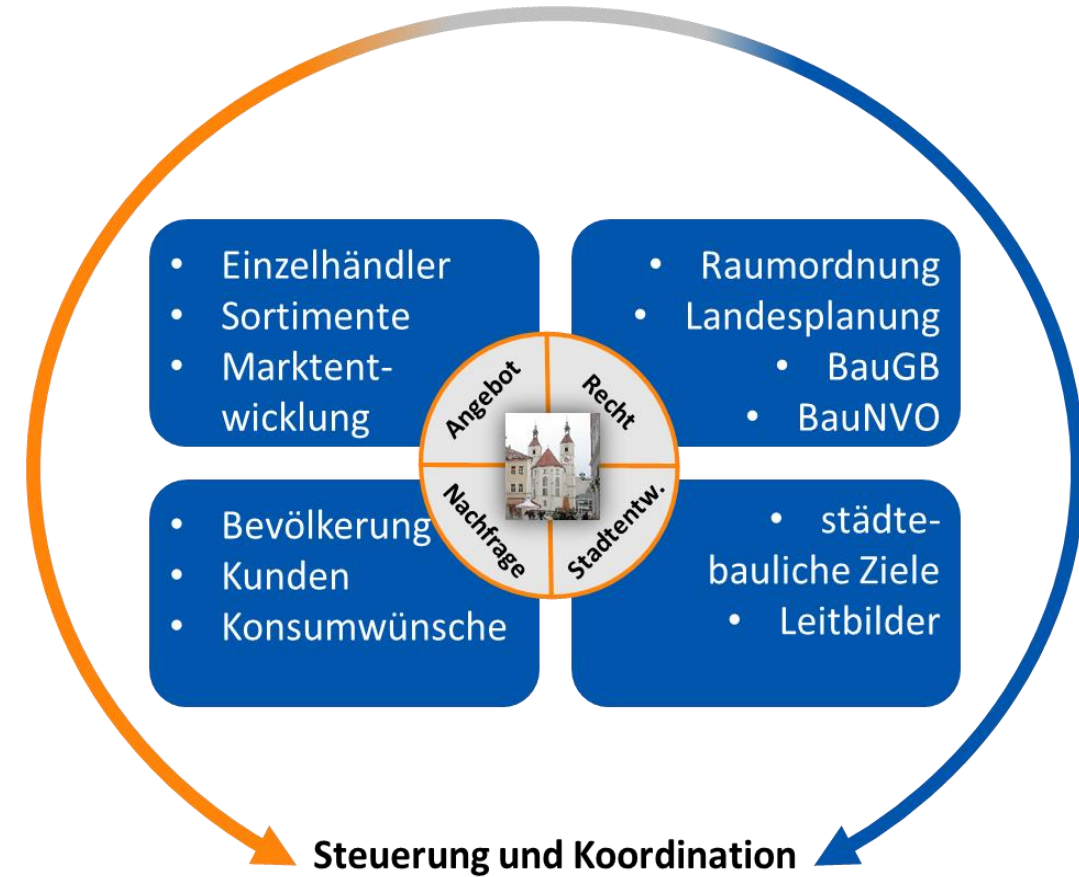 • Einzelhändler
• Sortimente
• Marktent-
wicklung
• Raumordnung
• Landesplanung
• BauGB
• BauNVO
Angebot
Recht
Nachfrage
Stadtentw.
• Bevölkerung
• Kunden
• Konsumwünsche
• städte-
bauliche Ziele
• Leitbilder
Steuerung und Koordination